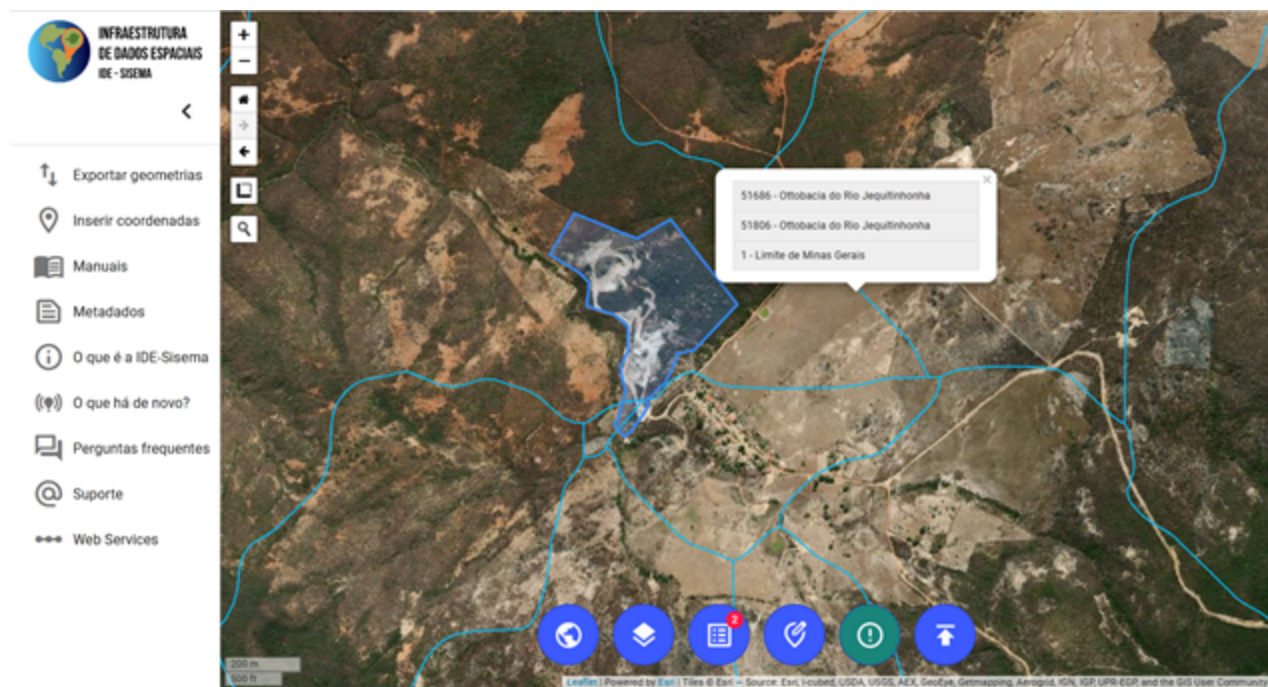 INFRAESTRUTURA
DE DADOS ESPACIAIS
IDE - SISEMA
Exportar geometrias
Inserir coordenadas
Manuais
Metadados
O que é a IDE-Sisema
O que há de novo?
Perguntas frequentes
Suporte
Web Services
+
−
51686 - Ottobacia do Rio Jequitinhonha
51806 - Ottobacia do Rio Jequitinhonha
1 - Limite de Minas Gerais
×
2
200 m
500 ft
Leaflet | Powered by Esri | Tiles © Esri — Source: Esri, i-cubed, USDA, USGS, AEX, GeoEye, Getmapping, Aerogrid, IGN, IGP, UPR-EGP, and the GIS User Community